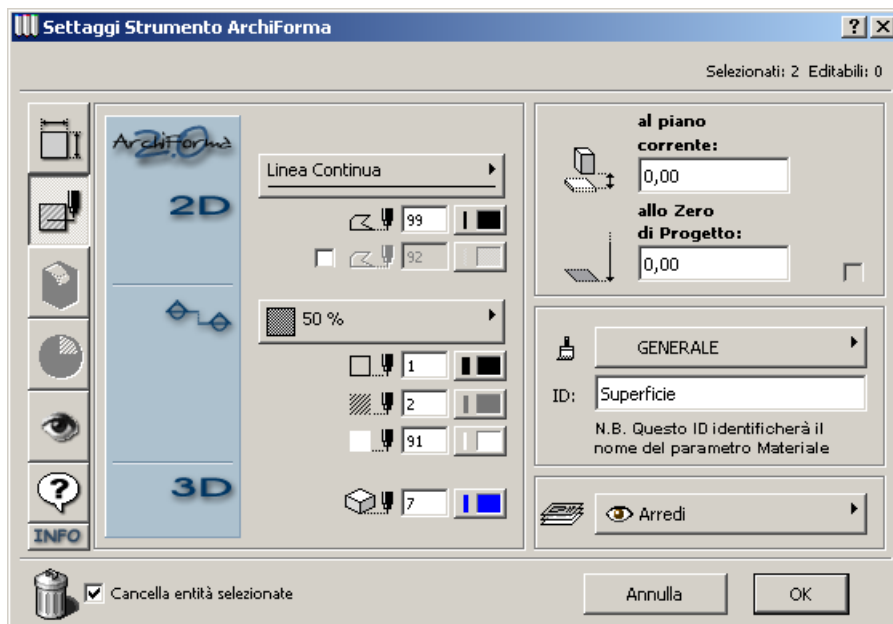 Settaggi Strumento ArchiForma
Selezionati: 2 Editabili: 0
ArchiForma
2.0
2D
3D
INFO
Linea Continua
99
92
50 %
1
2
91
7
al piano
corrente:
0,00
allo Zero
di Progetto:
0,00
GENERALE
ID: Superficie
N.B. Questo ID identificherà il
nome del parametro Materiale
Arredi
Cancella entità selezionate
Annulla
OK